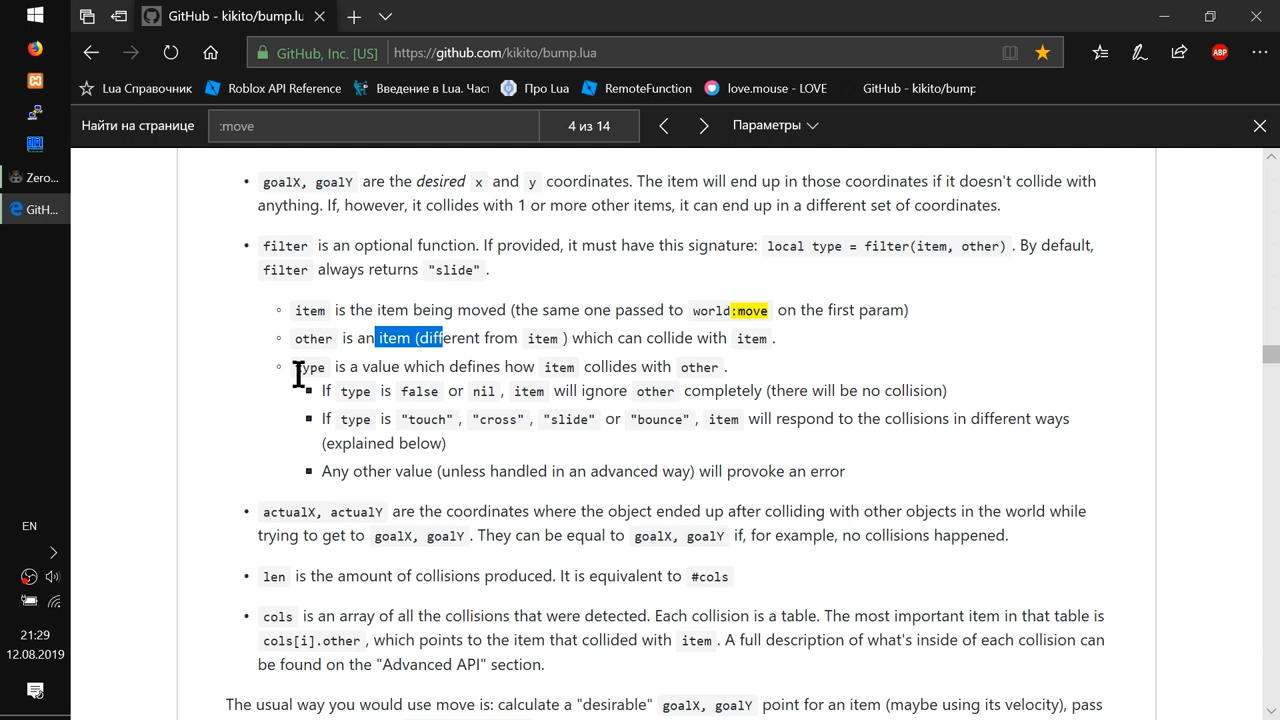 GitHub - kikito/bump.lu
GitHub, Inc. [US] https://github.com/kikito/bump.lua
ABP
Lua Справочник Roblox API Reference Введение в Lua. Част Про Lua RemoteFunction love.mouse - LOVE GitHub - kikito/bump
Найти на странице :move 4 из 14 Параметры
Zero...
GitH...
EN
21:29
12.08.2019
• goalX, goalY are the desired x and y coordinates. The item will end up in those coordinates if it doesn't collide with
anything. If, however, it collides with 1 or more other items, it can end up in a different set of coordinates.
• filter is an optional function. If provided, it must have this signature: local type = filter(item, other) . By default,
filter always returns "slide" .
◦ item is the item being moved (the same one passed to world:move on the first param)
◦ other is an item (different from item ) which can collide with item .
◦ type is a value which defines how item collides with other .
▪ If type is false or nil , item will ignore other completely (there will be no collision)
▪ If type is "touch" , "cross" , "slide" or "bounce" , item will respond to the collisions in different ways
(explained below)
▪ Any other value (unless handled in an advanced way) will provoke an error
• actualX, actualY are the coordinates where the object ended up after colliding with other objects in the world while
trying to get to goalX, goalY . They can be equal to goalX, goalY if, for example, no collisions happened.
• len is the amount of collisions produced. It is equivalent to #cols
• cols is an array of all the collisions that were detected. Each collision is a table. The most important item in that table is
cols[i].other , which points to the item that collided with item . A full description of what's inside of each collision can
be found on the "Advanced API" section.
The usual way you would use move is: calculate a "desirable" goalX, goalY point for an item (maybe using its velocity), pass